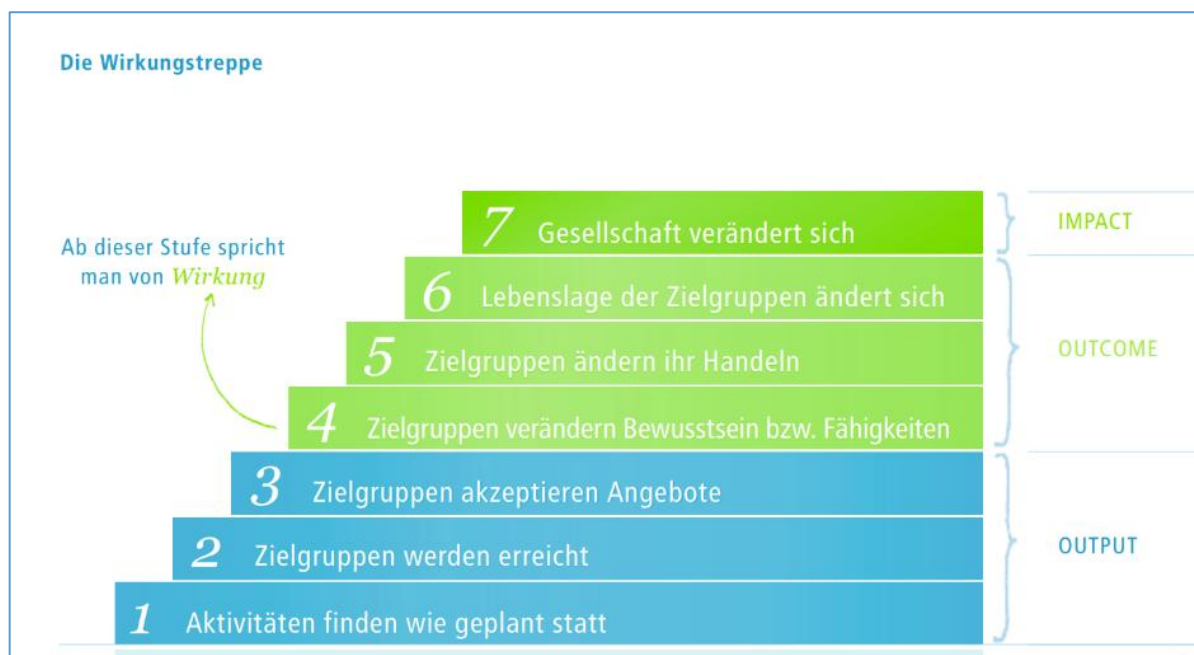 Die Wirkungstreppe
7 Gesellschaft verändert sich
IMPACT
Ab dieser Stufe spricht
man von Wirkung
6 Lebenslage der Zielgruppen ändert sich
5 Zielgruppen ändern ihr Handeln
OUTCOME
4 Zielgruppen verändern Bewusstsein bzw. Fähigkeiten
3 Zielgruppen akzeptieren Angebote
2 Zielgruppen werden erreicht
OUTPUT
1 Aktivitäten finden wie geplant statt